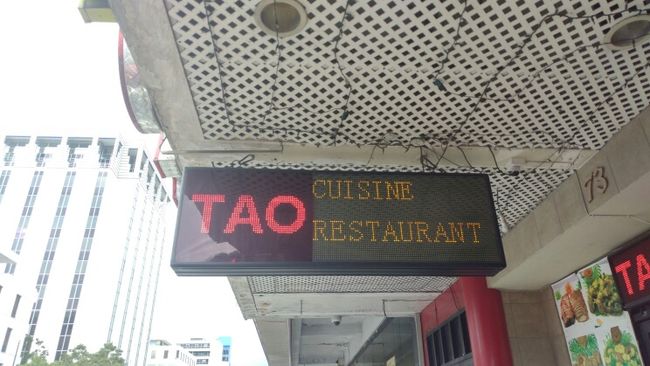 TAO
CUISINE
RESTAURANT
73
TA